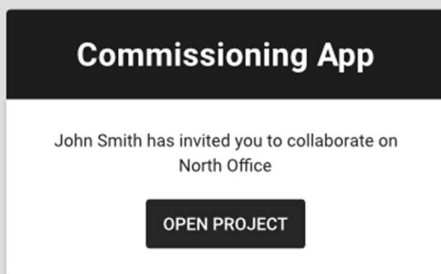 Commissioning App
John Smith has invited you to collaborate on
North Office
OPEN PROJECT